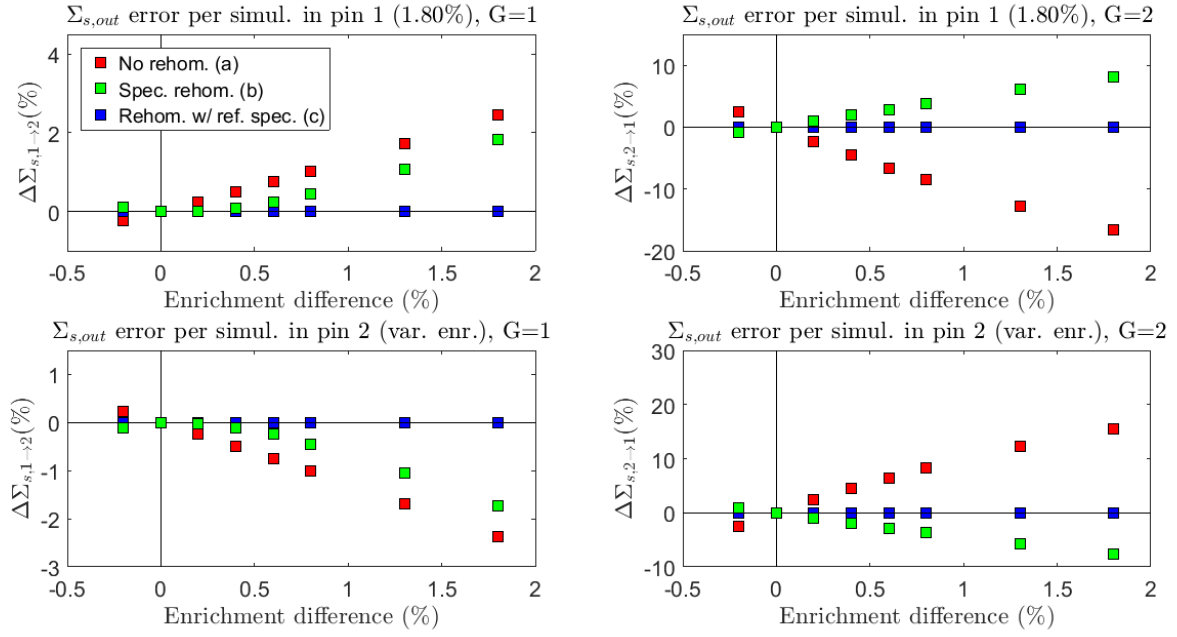 Σs,out error per simul. in pin 1 (1.80%), G=1
ΔΣs,1→2(%)
4
2
0
No rehom. (a)
Spec. rehom. (b)
Rehom. w/ ref. spec. (c)
-0.5 0 0.5 1 1.5 2
Enrichment difference (%)
Σs,out error per simul. in pin 1 (1.80%), G=2
ΔΣs,2→1(%)
10
0
-10
-20
-0.5 0 0.5 1 1.5 2
Enrichment difference (%)
Σs,out error per simul. in pin 2 (var. enr.), G=1
ΔΣs,1→2(%)
1
0
-1
-2
-3
-0.5 0 0.5 1 1.5 2
Enrichment difference (%)
Σs,out error per simul. in pin 2 (var. enr.), G=2
ΔΣs,2→1(%)
30
20
10
0
-10
-0.5 0 0.5 1 1.5 2
Enrichment difference (%)